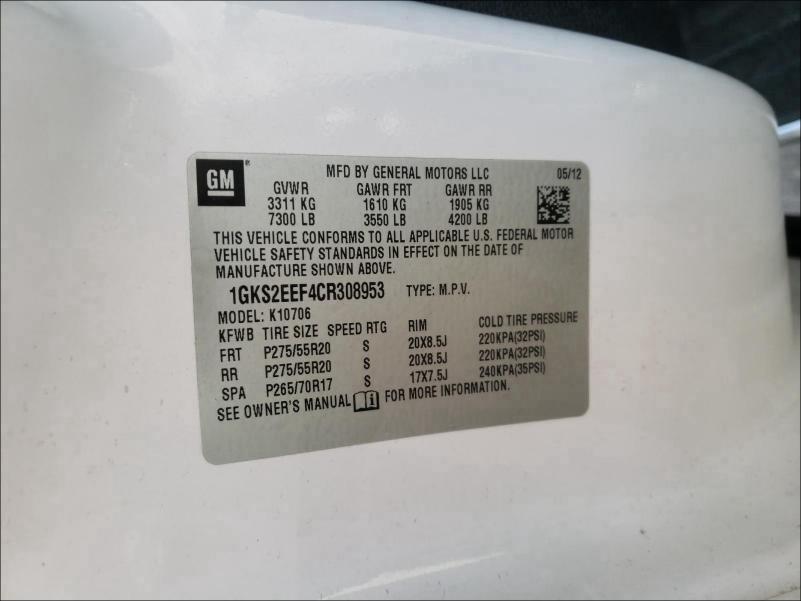 GM ® MFD BY GENERAL MOTORS LLC 05/12
GVWR GAWR FRT GAWR RR
3311 KG 1610 KG 1905 KG
7300 LB 3550 LB 4200 LB
THIS VEHICLE CONFORMS TO ALL APPLICABLE U.S. FEDERAL MOTOR
VEHICLE SAFETY STANDARDS IN EFFECT ON THE DATE OF
MANUFACTURE SHOWN ABOVE.
1GKS2EEF4CR308953 TYPE: M.P.V.
MODEL: K10706
KFWB TIRE SIZE SPEED RTG RIM COLD TIRE PRESSURE
FRT P275/55R20 S 20X8.5J 220KPA(32PSI)
RR P275/55R20 S 20X8.5J 220KPA(32PSI)
SPA P265/70R17 S 17X7.5J 240KPA(35PSI)
SEE OWNER'S MANUAL i FOR MORE INFORMATION.